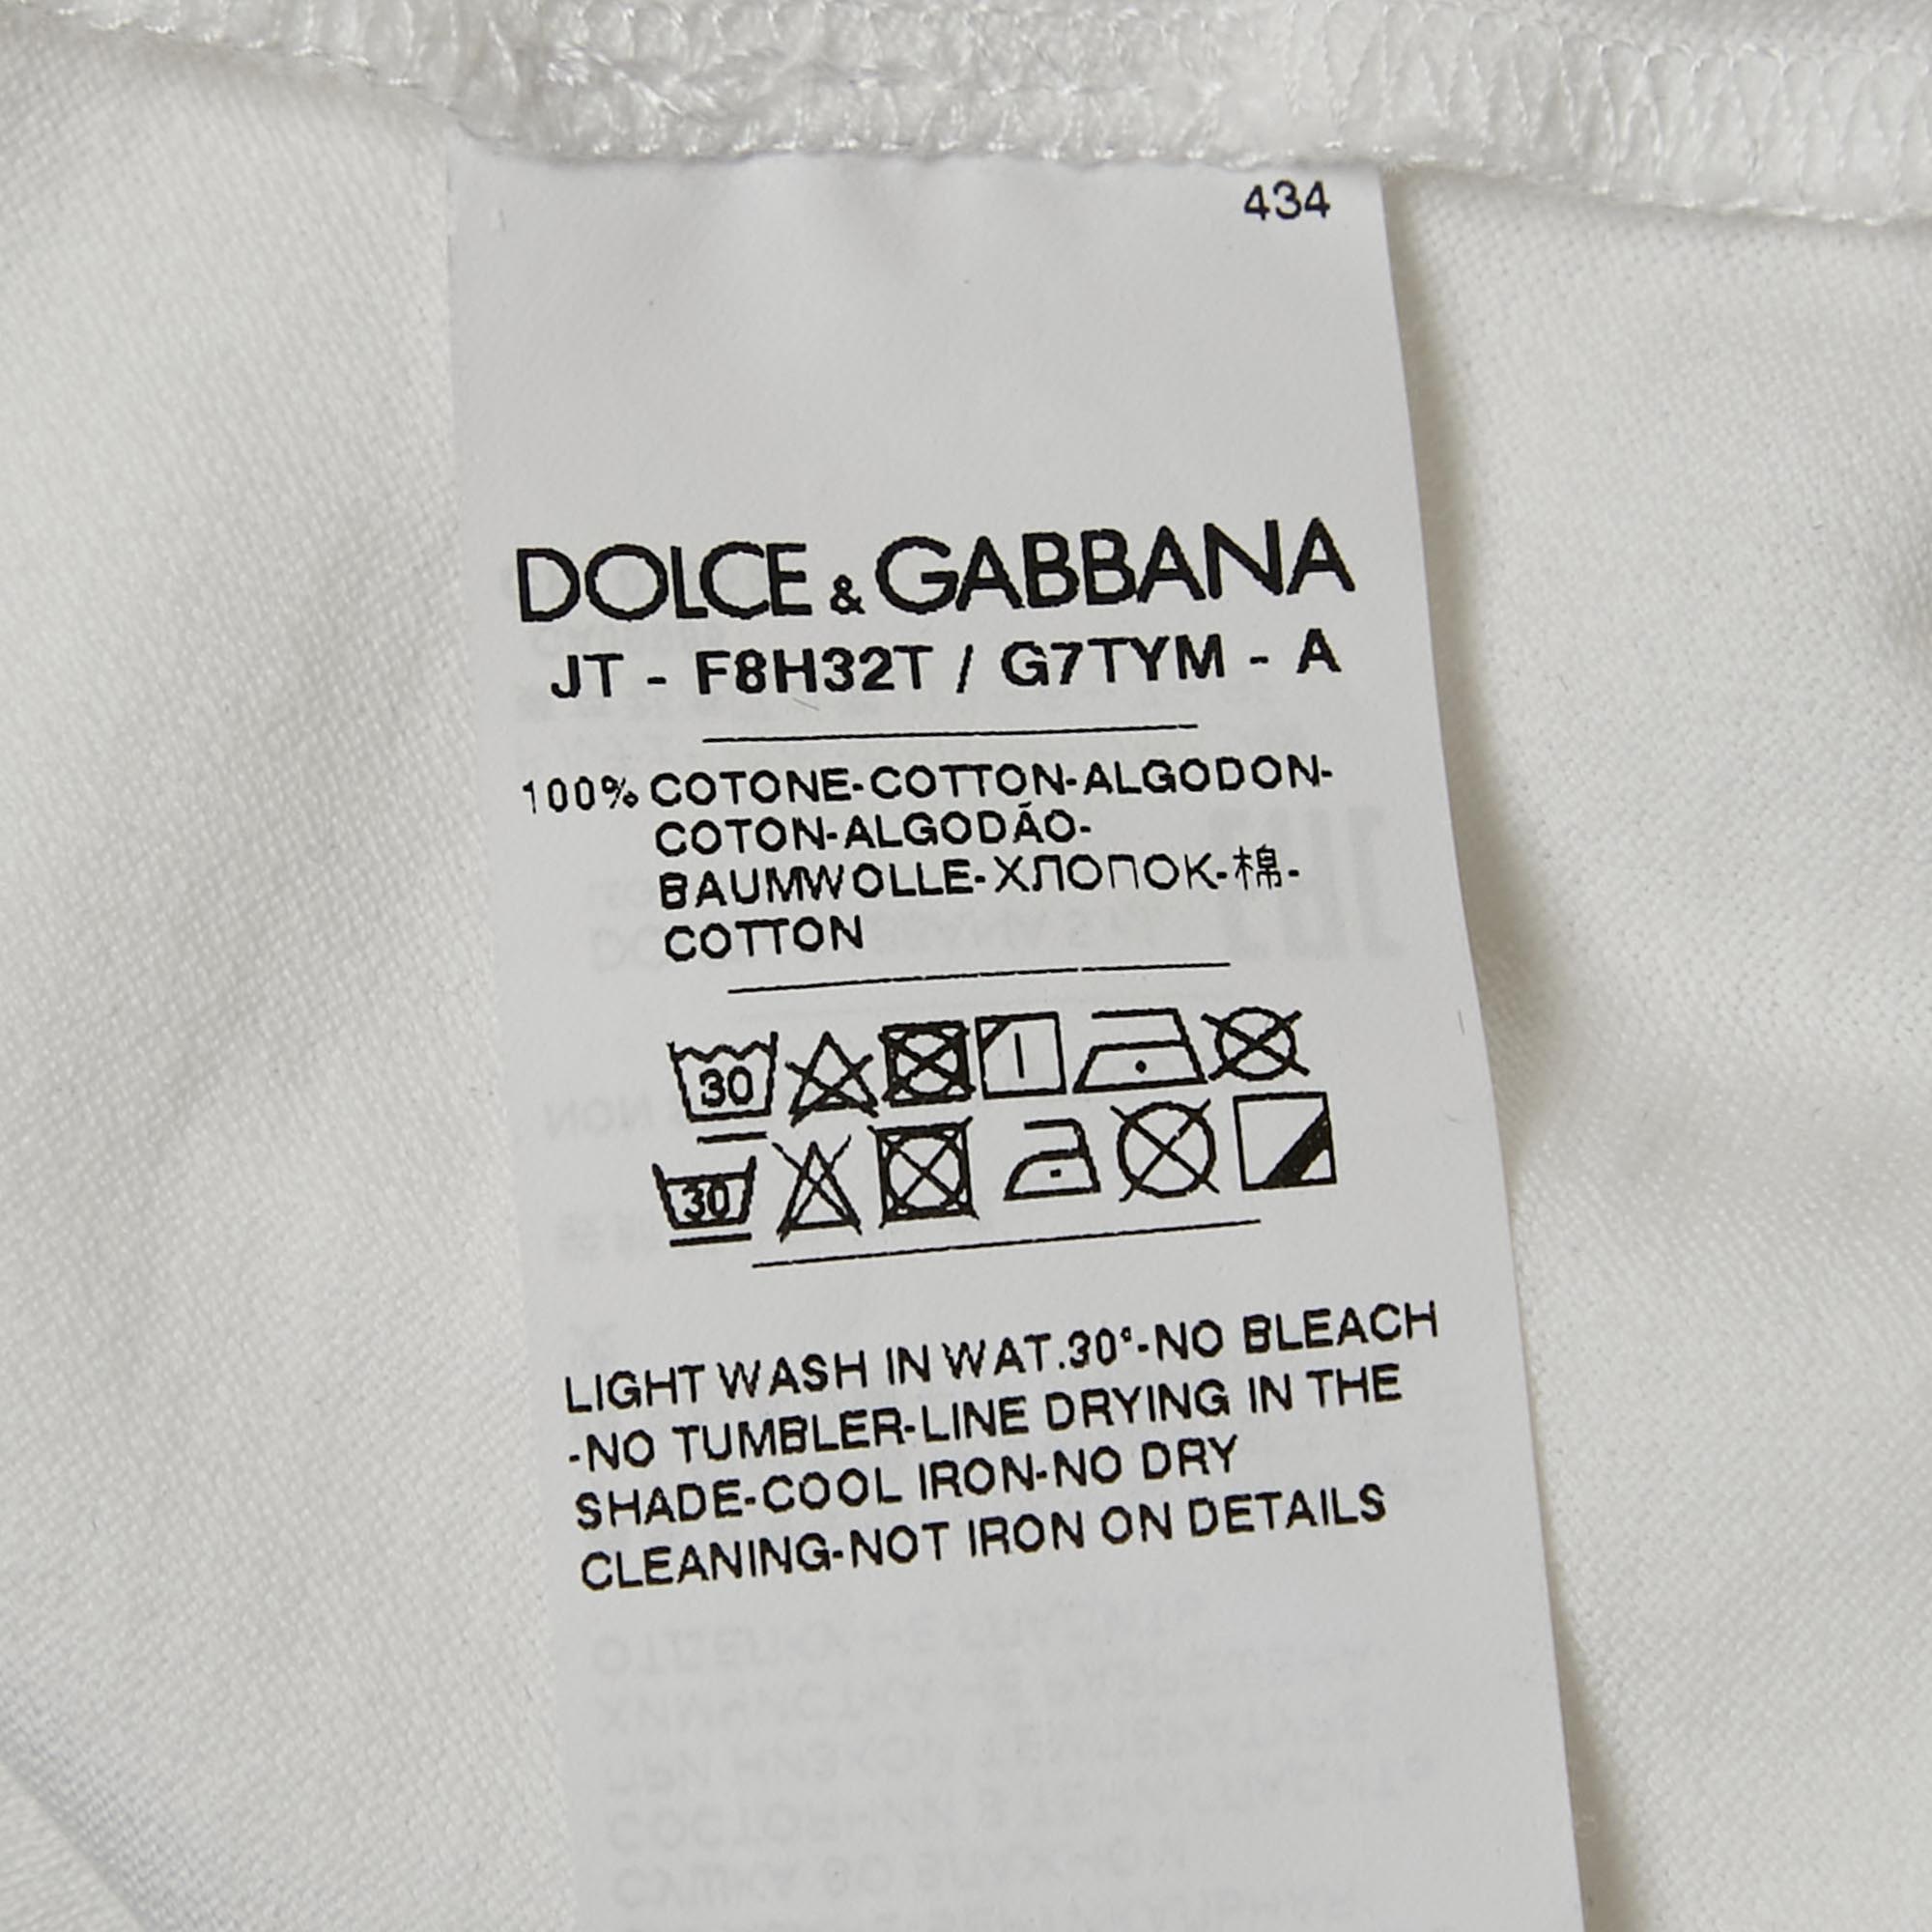 434
DOLCE & GABBANA
JT - F8H32T / G7TYM - A
100% COTONE-COTTON-ALGODON-
COTON-ALGODÃO-
BAUMWOLLE-ХЛОПОК-棉-
COTTON
30
30
LIGHT WASH IN WAT.30°-NO BLEACH
-NO TUMBLER-LINE DRYING IN THE
SHADE-COOL IRON-NO DRY
CLEANING-NOT IRON ON DETAILS